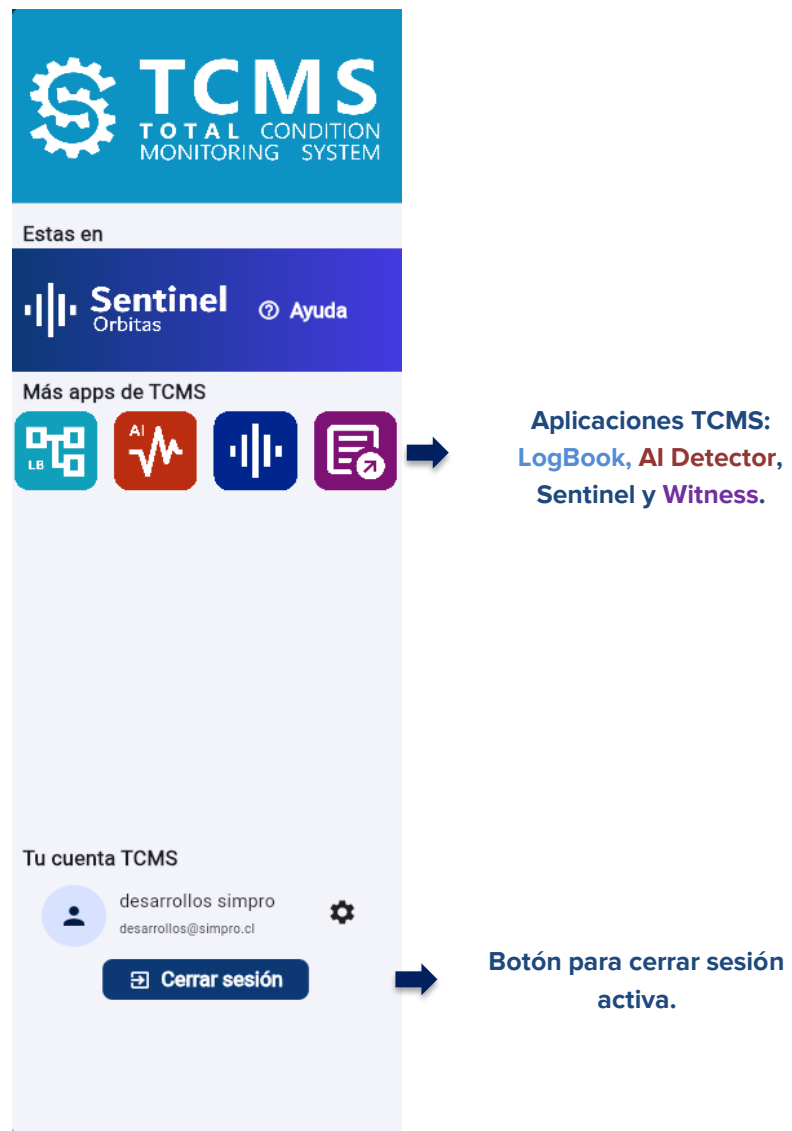 TCMS
TOTAL CONDITION
MONITORING SYSTEM
Estas en
Sentinel
Orbitas
Ayuda
Más apps de TCMS
LB
AI
Aplicaciones TCMS:
LogBook, AI Detector,
Sentinel y Witness.
Tu cuenta TCMS
desarrollos simpro
desarrollos@simpro.cl
Cerrar sesión
Botón para cerrar sesión
activa.